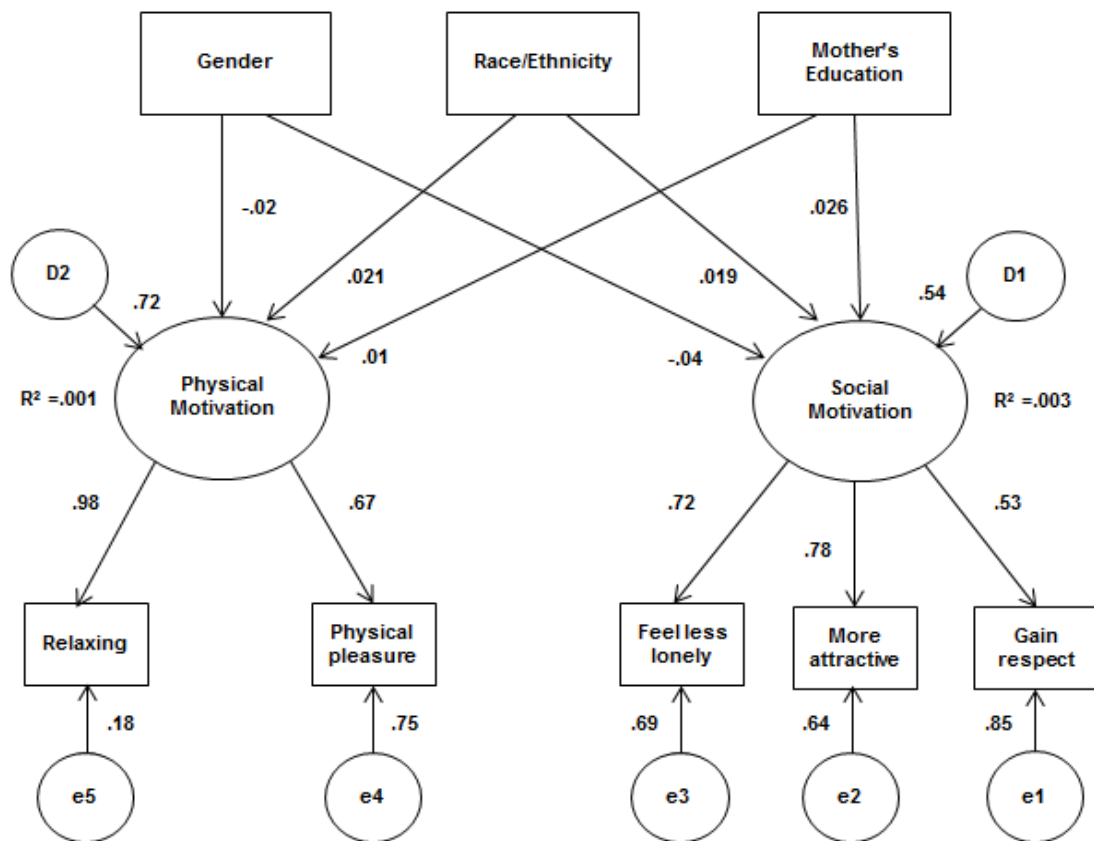 Gender
Race/Ethnicity
Mother's
Education
-.02
.026
D2
D1
.72
.021
.019
.54
.01
-.04
Physical
Motivation
Social
Motivation
R² =.001
R² =.003
.98
.67
.72
.78
.53
Relaxing
Physical
pleasure
Feel less
lonely
More
attractive
Gain
respect
.18
.75
.69
.64
.85
e5
e4
e3
e2
e1